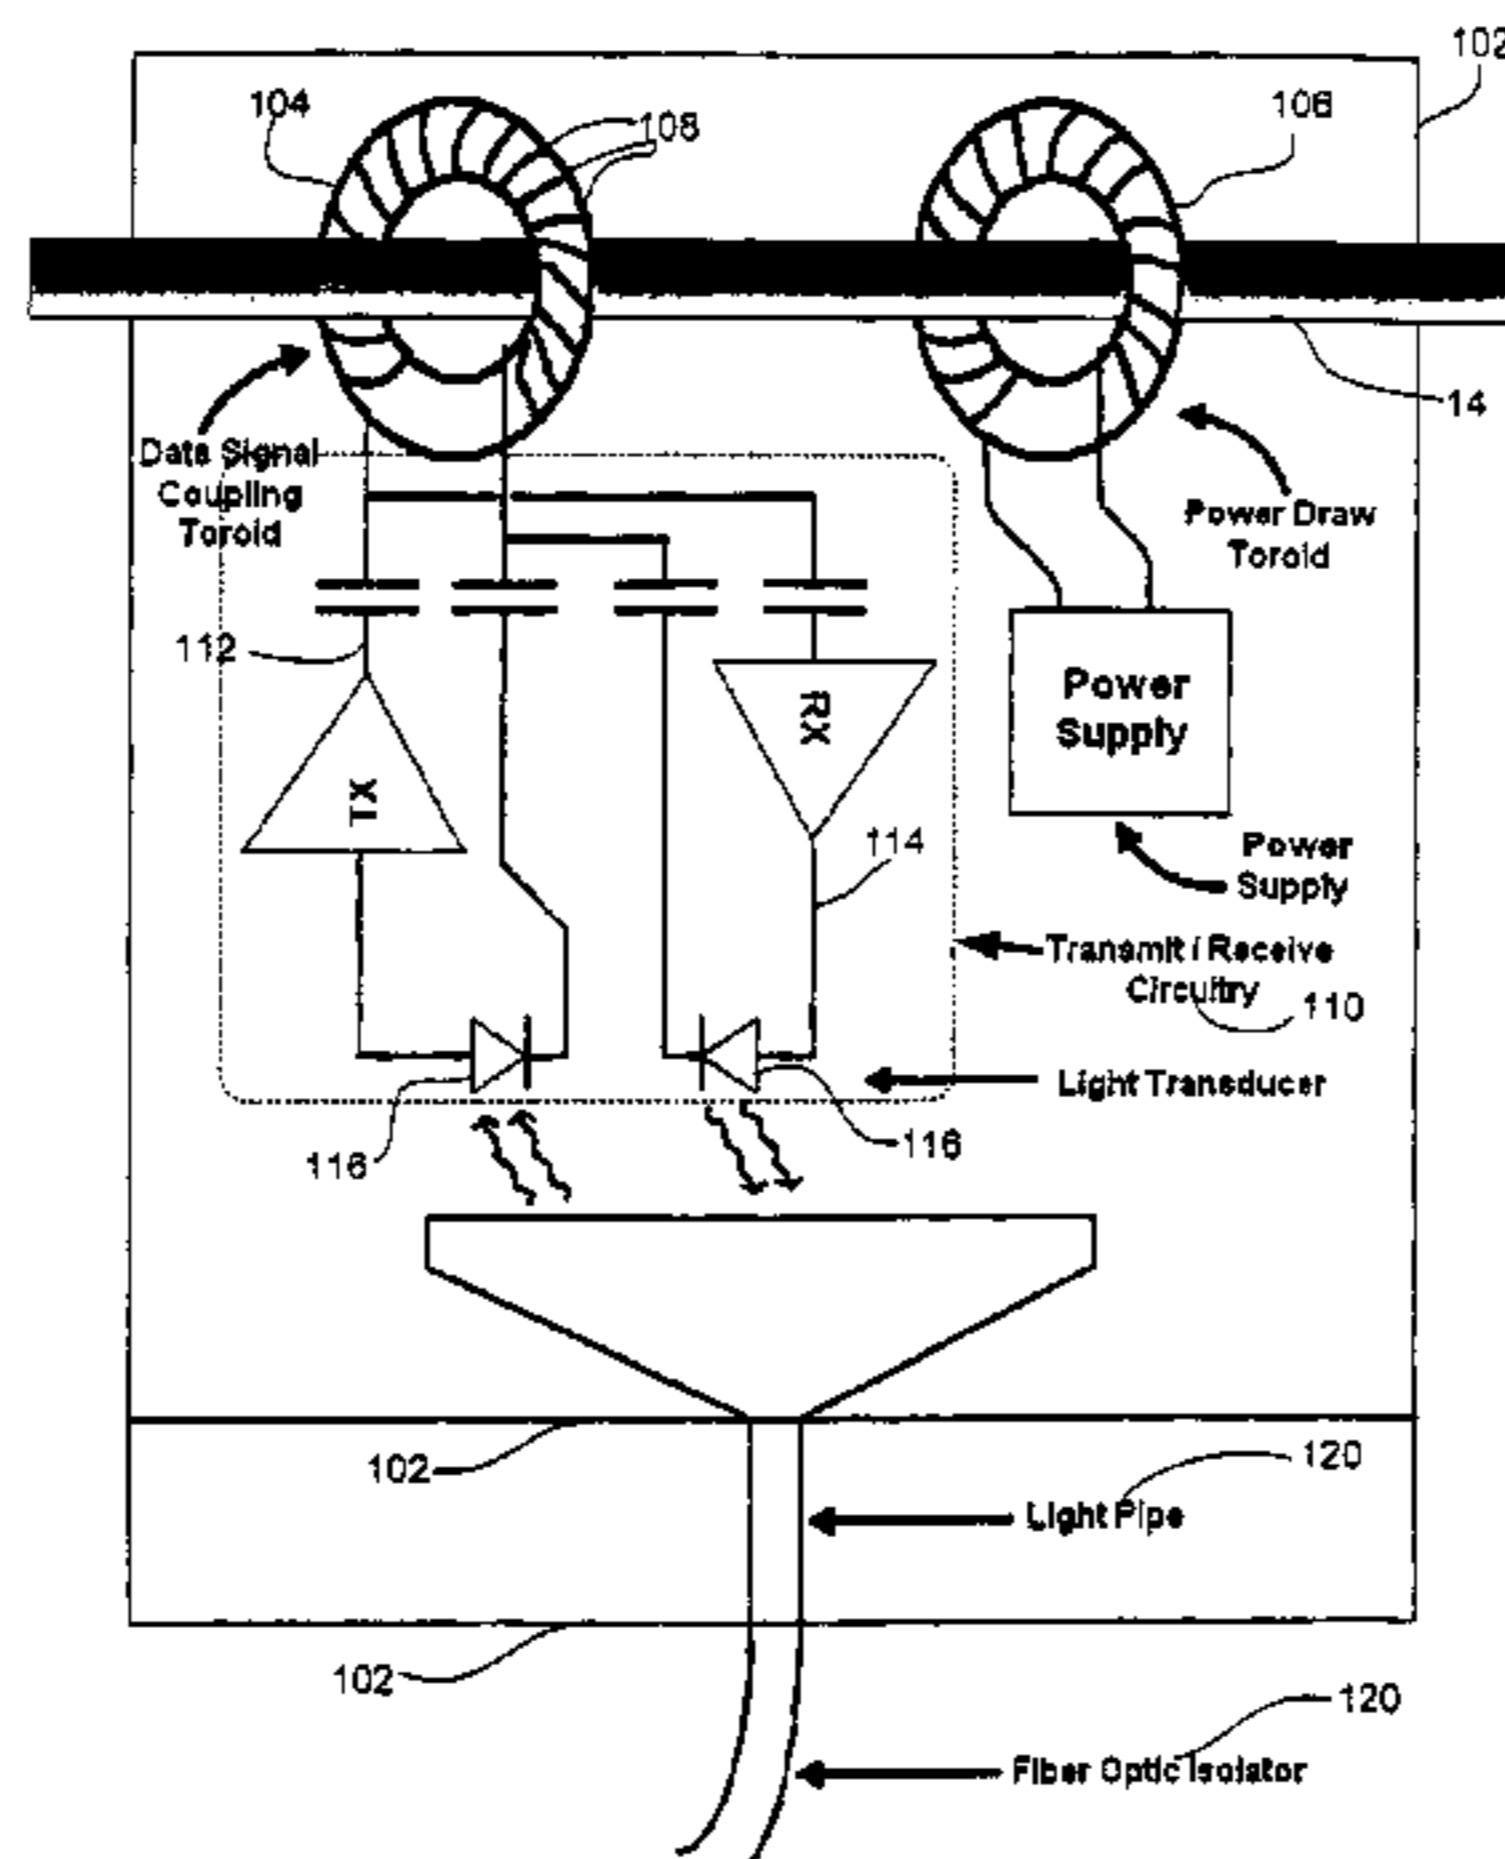 102
104
108
106
14
Data Signal
Coupling
Toroid
Power Draw
Toroid
112
TX
RX
Power
Supply
114
Power
Supply
Transmit / Receive
Circuitry
110
Light Transducer
116
116
102
120
Light Pipe
102
120
Fiber Optic Isolator